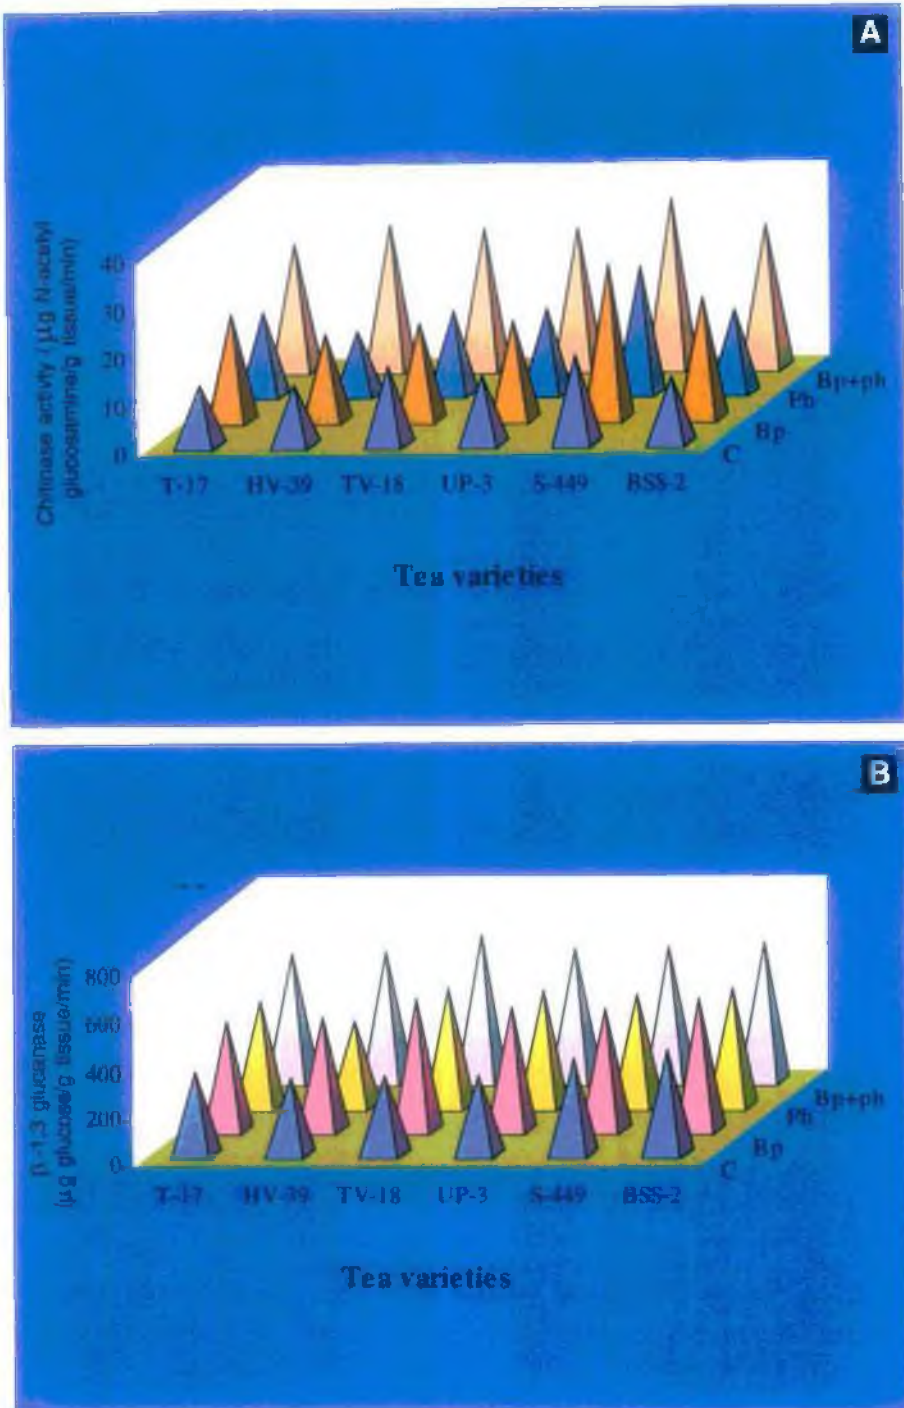 A
Chitinase activity / (µg N-acetyl
glucosamine/g tissue/min)
40
30
20
10
0
T-17 HV-39 TV-18 UP-3 S-449 BSS-2
C
Bp
Ph
Bp+ph
Tea varieties
B
β-1,3 glucanase
(µg glucose/g tissue/min)
800
600
400
200
0
T-17 HV-39 TV-18 UP-3 S-449 BSS-2
C
Bp
Ph
Bp+ph
Tea varieties